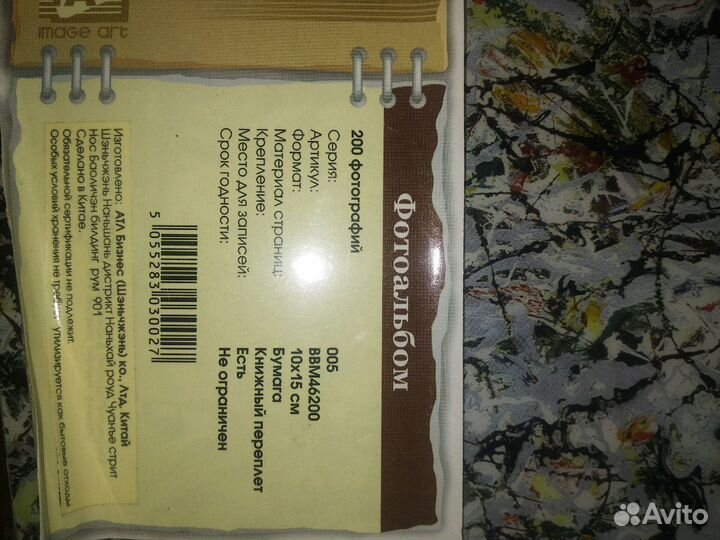 image art
Фотоальбом
200 фотографий
Серия: 005
Артикул: BBM46200
Формат: 10x15 см
Материал страниц: Бумага
Крепление: Книжный переплет
Место для записей: Есть
Срок годности: Не ограничен
5 055283 030027
Изготовлено: АТЛ Бизнес (Шэньчжэнь) ко., Лтд. Китай
Шэньчжэнь Наньшань дистрикт Наньхай роуд Чуанъе стрит
Нос Баоличэн билдинг рум 901
Сделано в Китае.
Обязательной сертификации не подлежит.
Особых условий хранения не требует, утилизируется как бытовые отходы
Avito